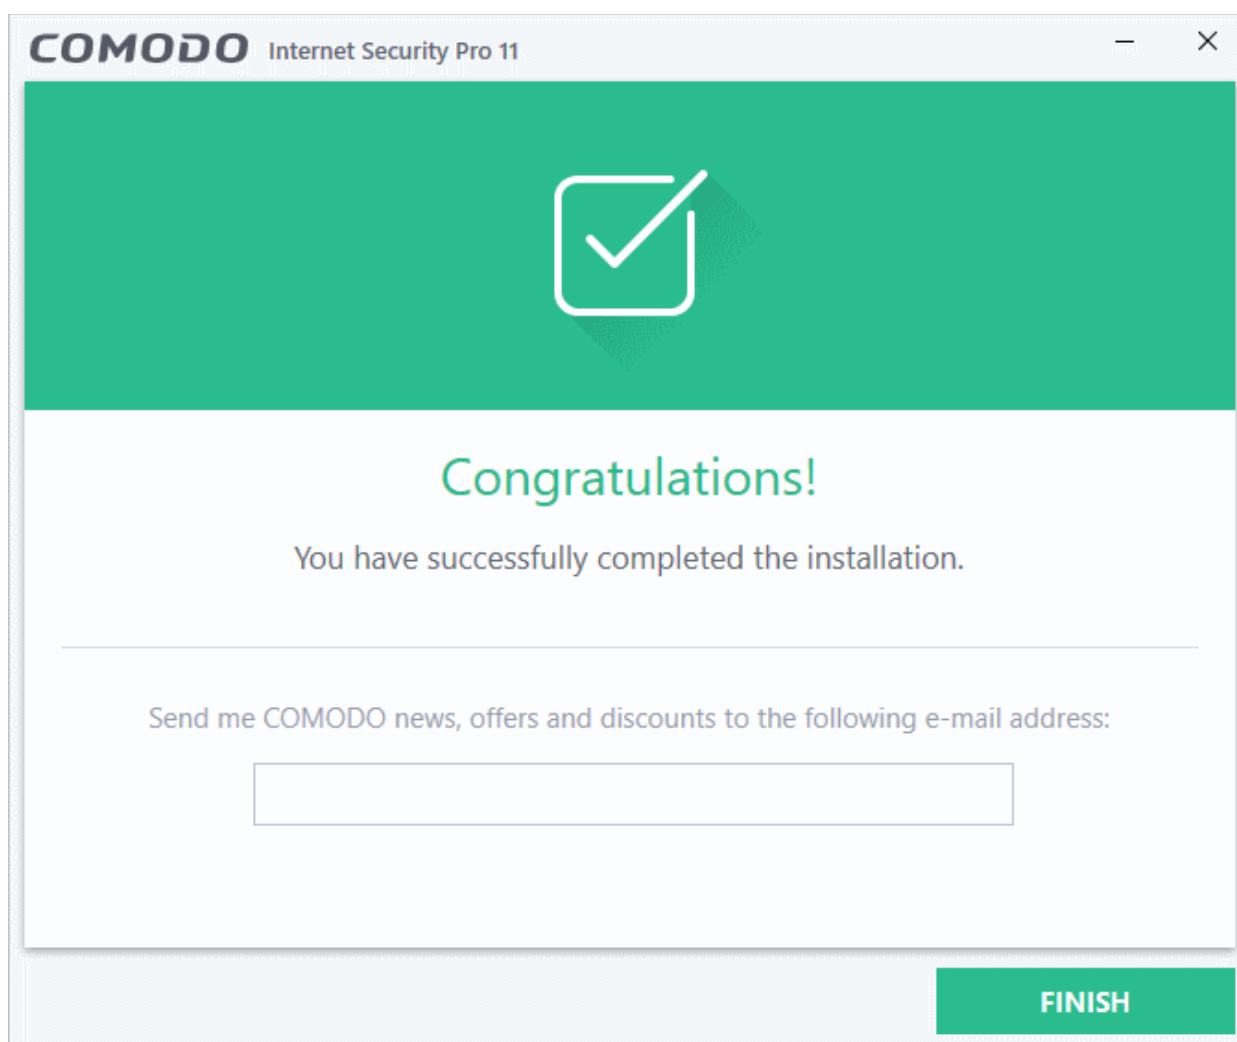 COMODO Internet Security Pro 11
Congratulations!
You have successfully completed the installation.
Send me COMODO news, offers and discounts to the following e-mail address:
FINISH